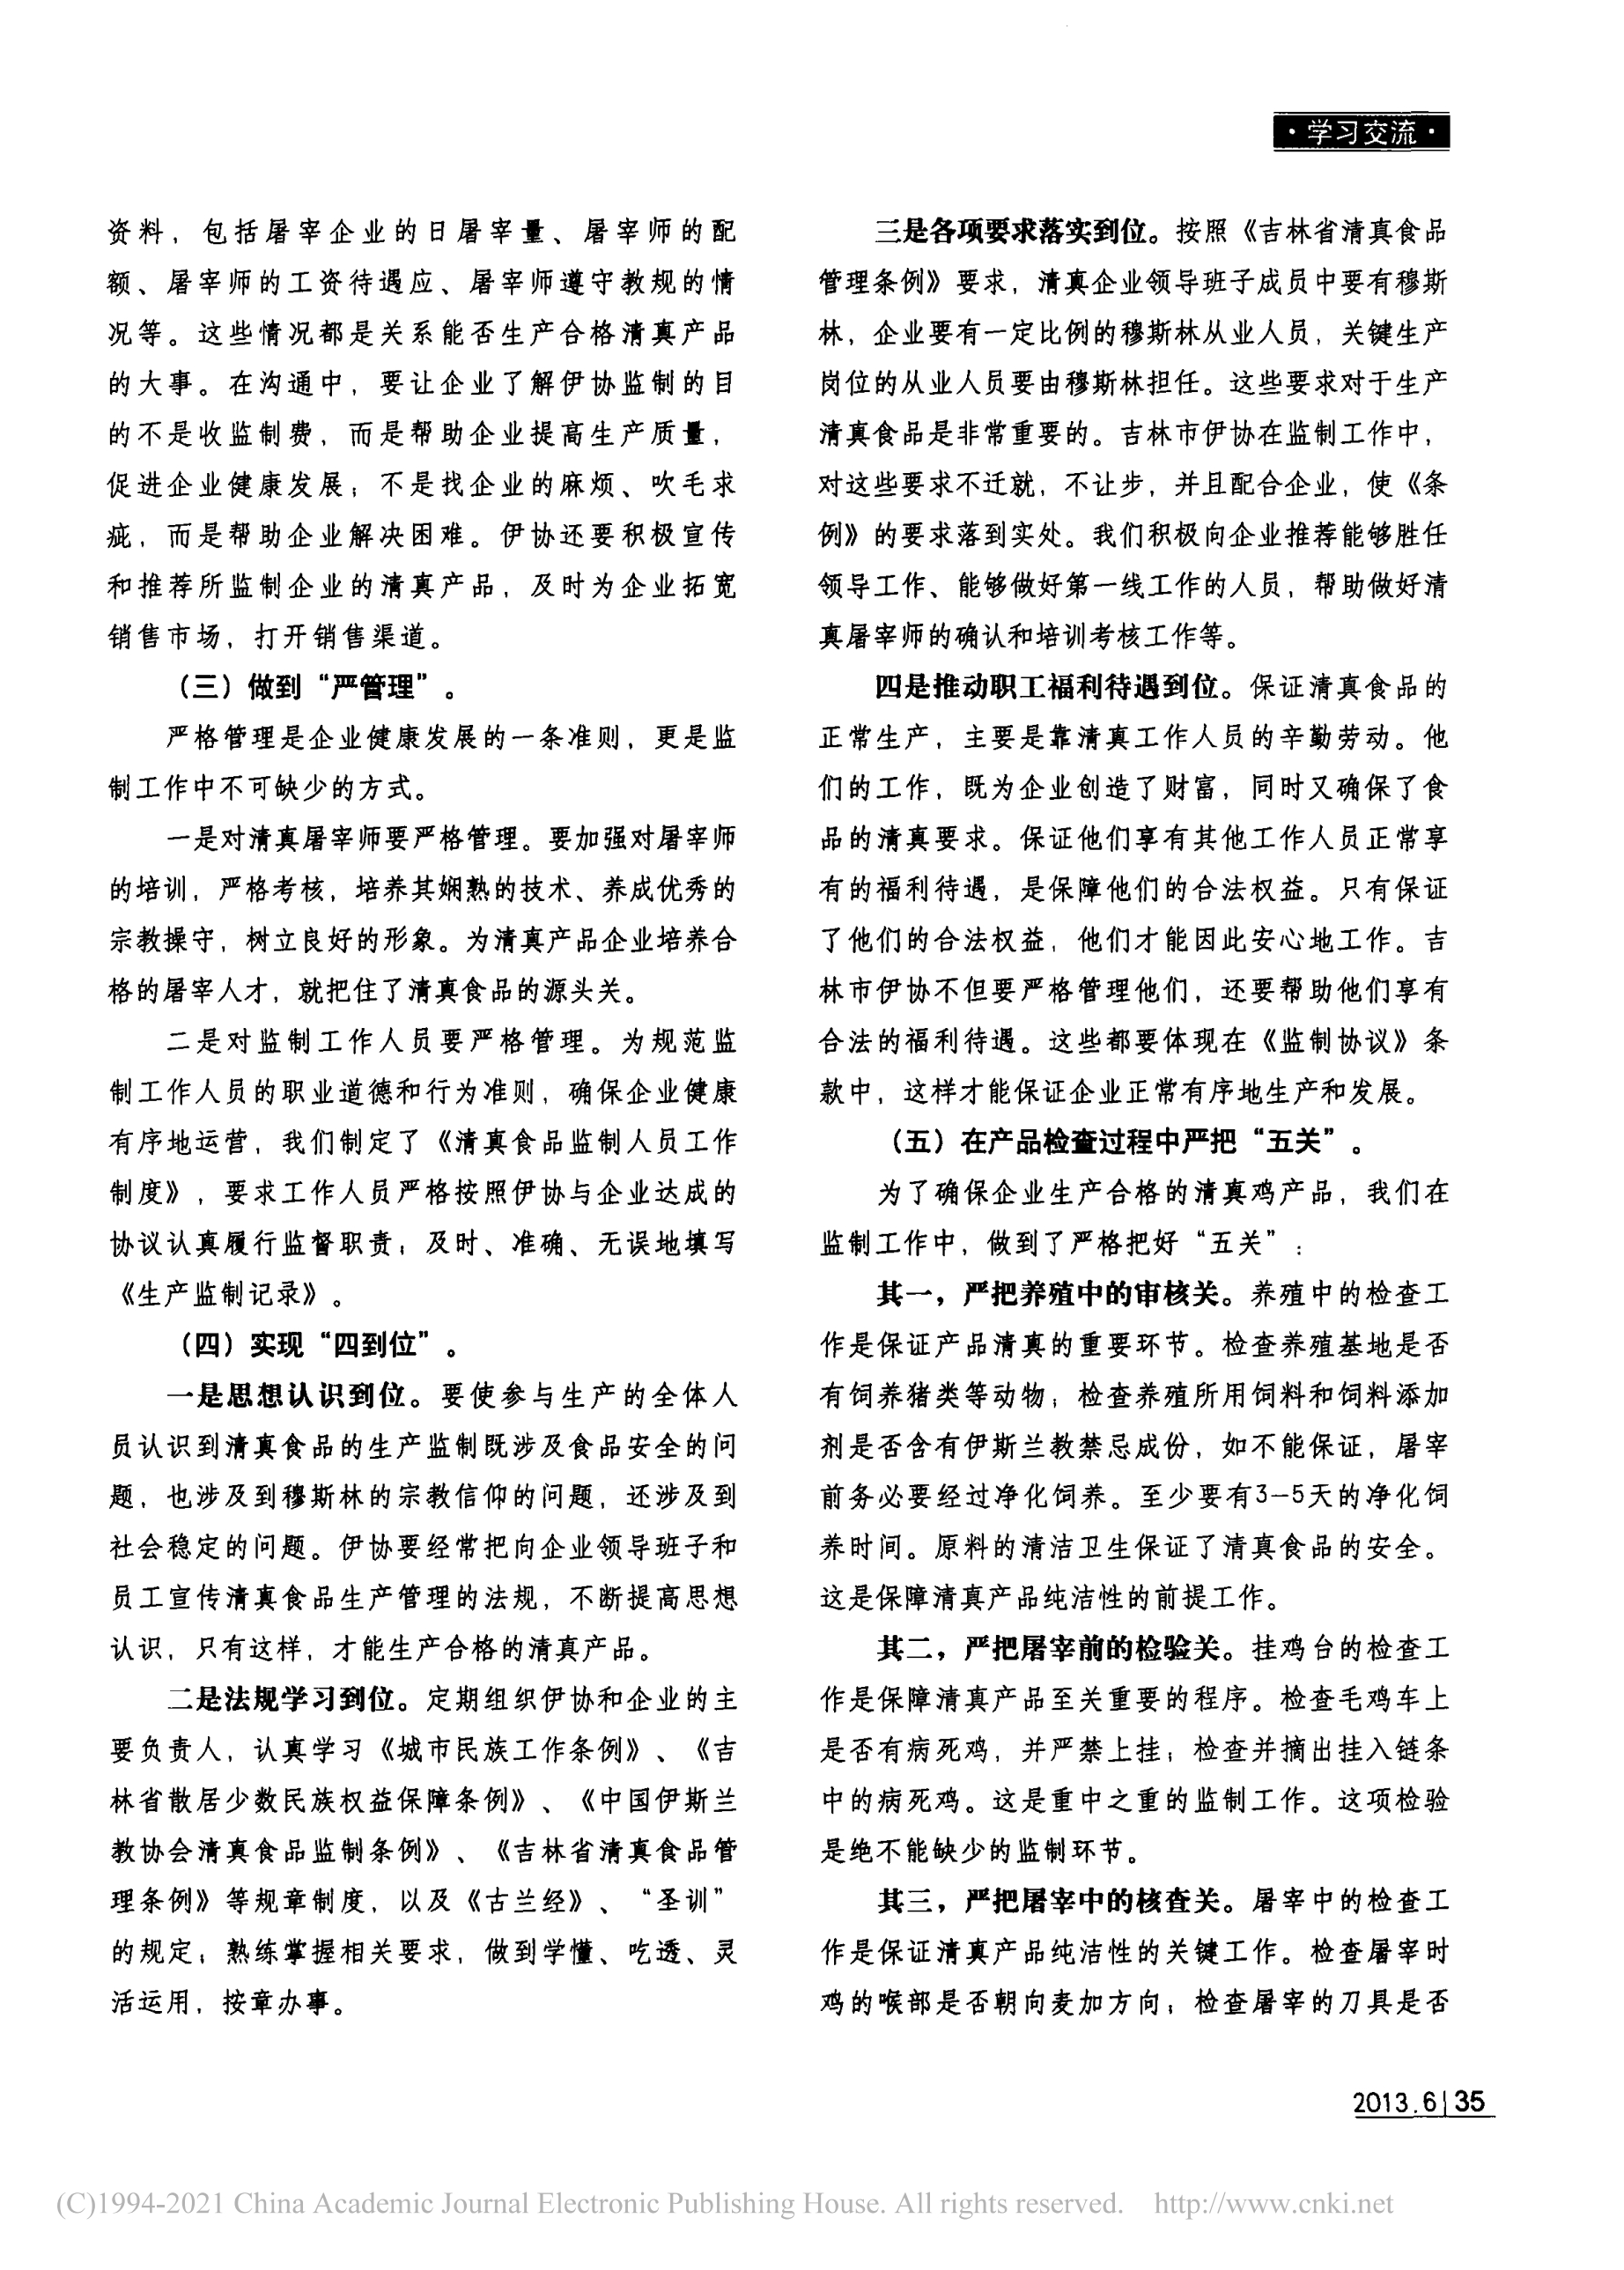 ·学习交流·
资料，包括屠宰企业的日屠宰量、屠宰师的配
额、屠宰师的工资待遇应、屠宰师遵守教规的情
况等。这些情况都是关系能否生产合格清真产品
的大事。在沟通中，要让企业了解伊协监制的目
的不是收监制费，而是帮助企业提高生产质量，
促进企业健康发展；不是找企业的麻烦、吹毛求
疵，而是帮助企业解决困难。伊协还要积极宣传
和推荐所监制企业的清真产品，及时为企业拓宽
销售市场，打开销售渠道。
（三）做到“严管理”。
严格管理是企业健康发展的一条准则，更是监
制工作中不可缺少的方式。
一是对清真屠宰师要严格管理。要加强对屠宰师
的培训，严格考核，培养其娴熟的技术、养成优秀的
宗教操守，树立良好的形象。为清真产品企业培养合
格的屠宰人才，就把住了清真食品的源头关。
二是对监制工作人员要严格管理。为规范监
制工作人员的职业道德和行为准则，确保企业健康
有序地运营，我们制定了《清真食品监制人员工作
制度》，要求工作人员严格按照伊协与企业达成的
协议认真履行监督职责；及时、准确、无误地填写
《生产监制记录》。
（四）实现“四到位”。
一是思想认识到位。要使参与生产的全体人
员认识到清真食品的生产监制既涉及食品安全的问
题，也涉及到穆斯林的宗教信仰的问题，还涉及到
社会稳定的问题。伊协要经常把向企业领导班子和
员工宣传清真食品生产管理的法规，不断提高思想
认识，只有这样，才能生产合格的清真产品。
二是法规学习到位。定期组织伊协和企业的主
要负责人，认真学习《城市民族工作条例》、《吉
林省散居少数民族权益保障条例》、《中国伊斯兰
教协会清真食品监制条例》、《吉林省清真食品管
理条例》等规章制度，以及《古兰经》、“圣训”
的规定；熟练掌握相关要求，做到学懂、吃透、灵
活运用，按章办事。
三是各项要求落实到位。按照《吉林省清真食品
管理条例》要求，清真企业领导班子成员中要有穆斯
林，企业要有一定比例的穆斯林从业人员，关键生产
岗位的从业人员要由穆斯林担任。这些要求对于生产
清真食品是非常重要的。吉林市伊协在监制工作中，
对这些要求不迁就，不让步，并且配合企业，使《条
例》的要求落到实处。我们积极向企业推荐能够胜任
领导工作、能够做好第一线工作的人员，帮助做好清
真屠宰师的确认和培训考核工作等。
四是推动职工福利待遇到位。保证清真食品的
正常生产，主要是靠清真工作人员的辛勤劳动。他
们的工作，既为企业创造了财富，同时又确保了食
品的清真要求。保证他们享有其他工作人员正常享
有的福利待遇，是保障他们的合法权益。只有保证
了他们的合法权益，他们才能因此安心地工作。吉
林市伊协不但要严格管理他们，还要帮助他们享有
合法的福利待遇。这些都要体现在《监制协议》条
款中，这样才能保证企业正常有序地生产和发展。
（五）在产品检查过程中严把“五关”。
为了确保企业生产合格的清真鸡产品，我们在
监制工作中，做到了严格把好“五关”：
其一，严把养殖中的审核关。养殖中的检查工
作是保证产品清真的重要环节。检查养殖基地是否
有饲养猪类等动物；检查养殖所用饲料和饲料添加
剂是否含有伊斯兰教禁忌成份，如不能保证，屠宰
前务必要经过净化饲养。至少要有3—5天的净化饲
养时间。原料的清洁卫生保证了清真食品的安全。
这是保障清真产品纯洁性的前提工作。
其二，严把屠宰前的检验关。挂鸡台的检查工
作是保障清真产品至关重要的程序。检查毛鸡车上
是否有病死鸡，并严禁上挂；检查并摘出挂入链条
中的病死鸡。这是重中之重的监制工作。这项检验
是绝不能缺少的监制环节。
其三，严把屠宰中的核查关。屠宰中的检查工
作是保证清真产品纯洁性的关键工作。检查屠宰时
鸡的喉部是否朝向麦加方向；检查屠宰的刀具是否
2013.6|35
(C)1994-2021 China Academic Journal Electronic Publishing House. All rights reserved. http://www.cnki.net